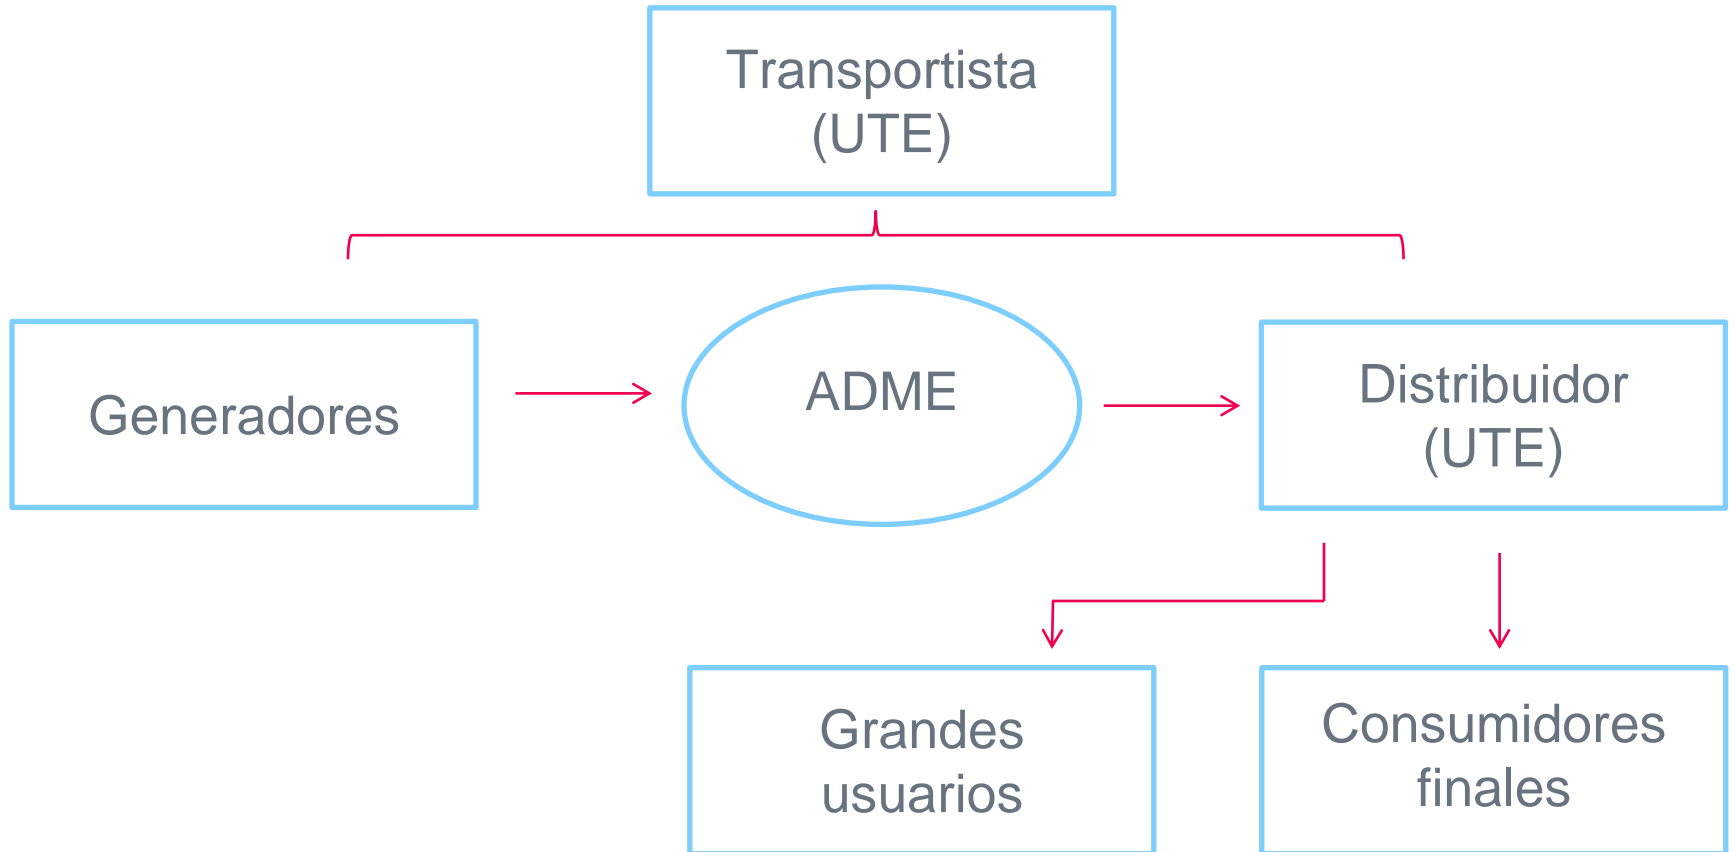 Transportista
(UTE)
Generadores
ADME
Distribuidor
(UTE)
Grandes
usuarios
Consumidores
finales